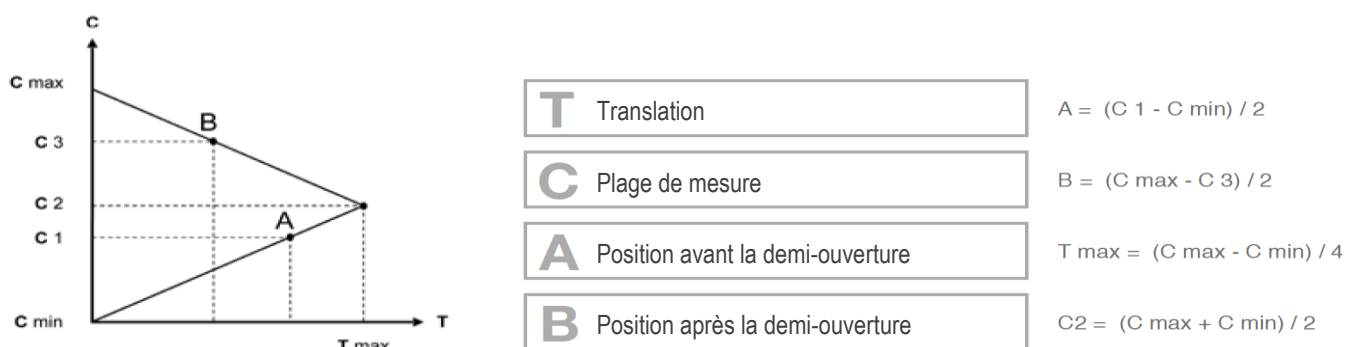 C
C max
B
C 3
C 2
A
C 1
C min
T
T max
T Translation
A = (C 1 - C min) / 2
C Plage de mesure
B = (C max - C 3) / 2
A Position avant la demi-ouverture
T max = (C max - C min) / 4
B Position après la demi-ouverture
C2 = (C max + C min) / 2